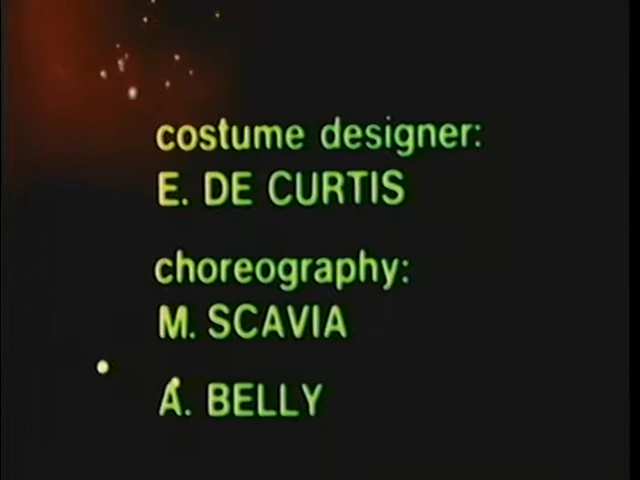 costume designer:
E. DE CURTIS
choreography:
M. SCAVIA
A. BELLY